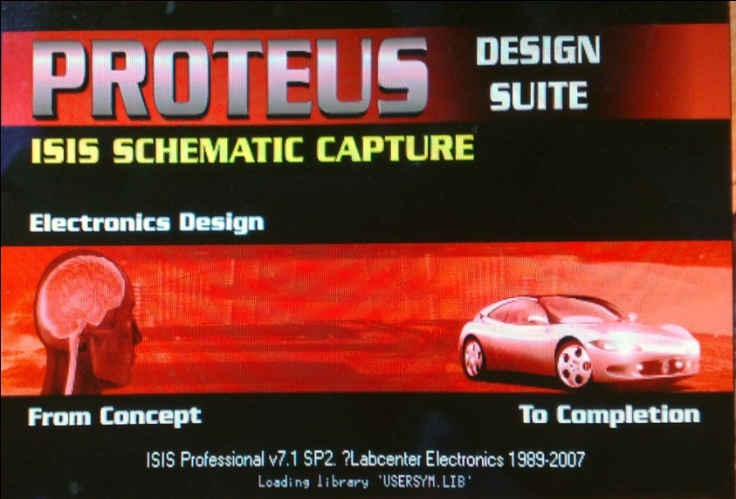 PROTEUS
DESIGN
SUITE
ISIS SCHEMATIC CAPTURE
Electronics Design
From Concept
To Completion
ISIS Professional v7.1 SP2. ?Labcenter Electronics 1989-2007
Loading library 'USERSYM.LIB'